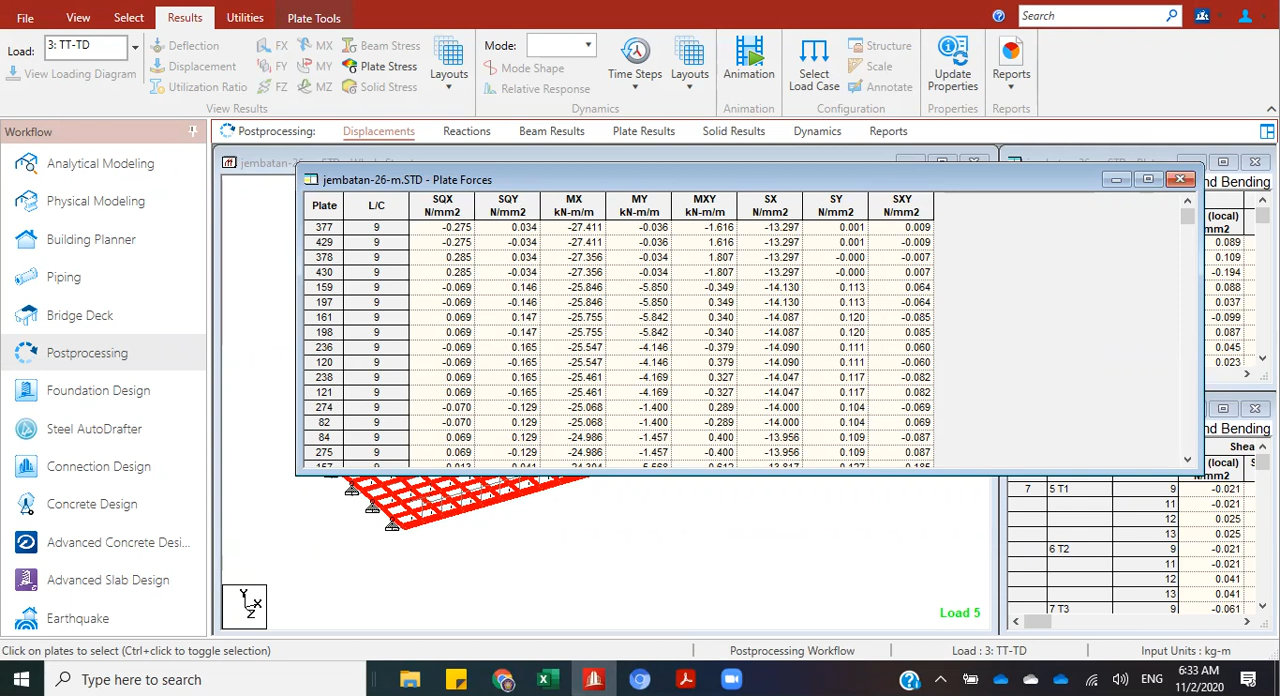 File View Select Results Utilities Plate Tools Search
Load: 3: TT-TD
View Loading Diagram
Deflection FX MX Beam Stress
Displacement FY MY Plate Stress
Utilization Ratio FZ MZ Solid Stress
Layouts
View Results
Mode:
Mode Shape
Relative Response
Time Steps
Layouts
Dynamics
Animation
Animation
Select Load Case
Structure
Scale
Annotate
Configuration
Update Properties
Properties
Reports
Reports
Workflow
Analytical Modeling
Physical Modeling
Building Planner
Piping
Bridge Deck
Postprocessing
Foundation Design
Steel AutoDrafter
Connection Design
Concrete Design
Advanced Concrete Desi...
Advanced Slab Design
Earthquake
Postprocessing: Displacements Reactions Beam Results Plate Results Solid Results Dynamics Reports
jembatan-26-m.STD - Plate Forces
Plate L/C SQX N/mm2 SQY N/mm2 MX kN-m/m MY kN-m/m MXY kN-m/m SX N/mm2 SY N/mm2 SXY N/mm2
377 9 -0.275 0.034 -27.411 -0.036 -1.616 -13.297 0.001 0.009
429 9 -0.275 -0.034 -27.411 -0.036 1.616 -13.297 0.001 -0.009
378 9 0.285 0.034 -27.356 -0.034 1.807 -13.297 -0.000 -0.007
430 9 0.285 -0.034 -27.356 -0.034 -1.807 -13.297 -0.000 0.007
159 9 -0.069 0.146 -25.846 -5.850 -0.349 -14.130 0.113 0.064
197 9 -0.069 -0.146 -25.846 -5.850 0.349 -14.130 0.113 -0.064
161 9 0.069 0.147 -25.755 -5.842 0.340 -14.087 0.120 -0.085
198 9 0.069 -0.147 -25.755 -5.842 -0.340 -14.087 0.120 0.085
236 9 -0.069 0.165 -25.547 -4.146 -0.379 -14.090 0.111 0.060
120 9 -0.069 -0.165 -25.547 -4.146 0.379 -14.090 0.111 -0.060
238 9 0.069 0.165 -25.461 -4.169 0.327 -14.047 0.117 -0.082
121 9 0.069 -0.165 -25.461 -4.169 -0.327 -14.047 0.117 0.082
274 9 -0.070 -0.129 -25.068 -1.400 0.289 -14.000 0.104 -0.069
82 9 -0.070 0.129 -25.068 -1.400 -0.289 -14.000 0.104 0.069
84 9 0.069 0.129 -24.986 -1.457 0.400 -13.956 0.109 -0.087
275 9 0.069 -0.129 -24.986 -1.457 -0.400 -13.956 0.109 0.087
nd Bending
(local)
mm2
0.089
0.109
-0.194
0.088
0.037
-0.099
0.087
0.045
0.023
nd Bending
Shea
(local)
N/mm2
7 5 T1 9 -0.021
11 -0.021
12 0.025
13 0.025
6 T2 9 -0.021
11 -0.021
12 0.041
13 0.041
7 T3 9 -0.061
Y X Z
Load 5
Click on plates to select (Ctrl+click to toggle selection) Postprocessing Workflow Load : 3: TT-TD Input Units : kg-m
Type here to search ENG 6:33 AM
11/2/2020